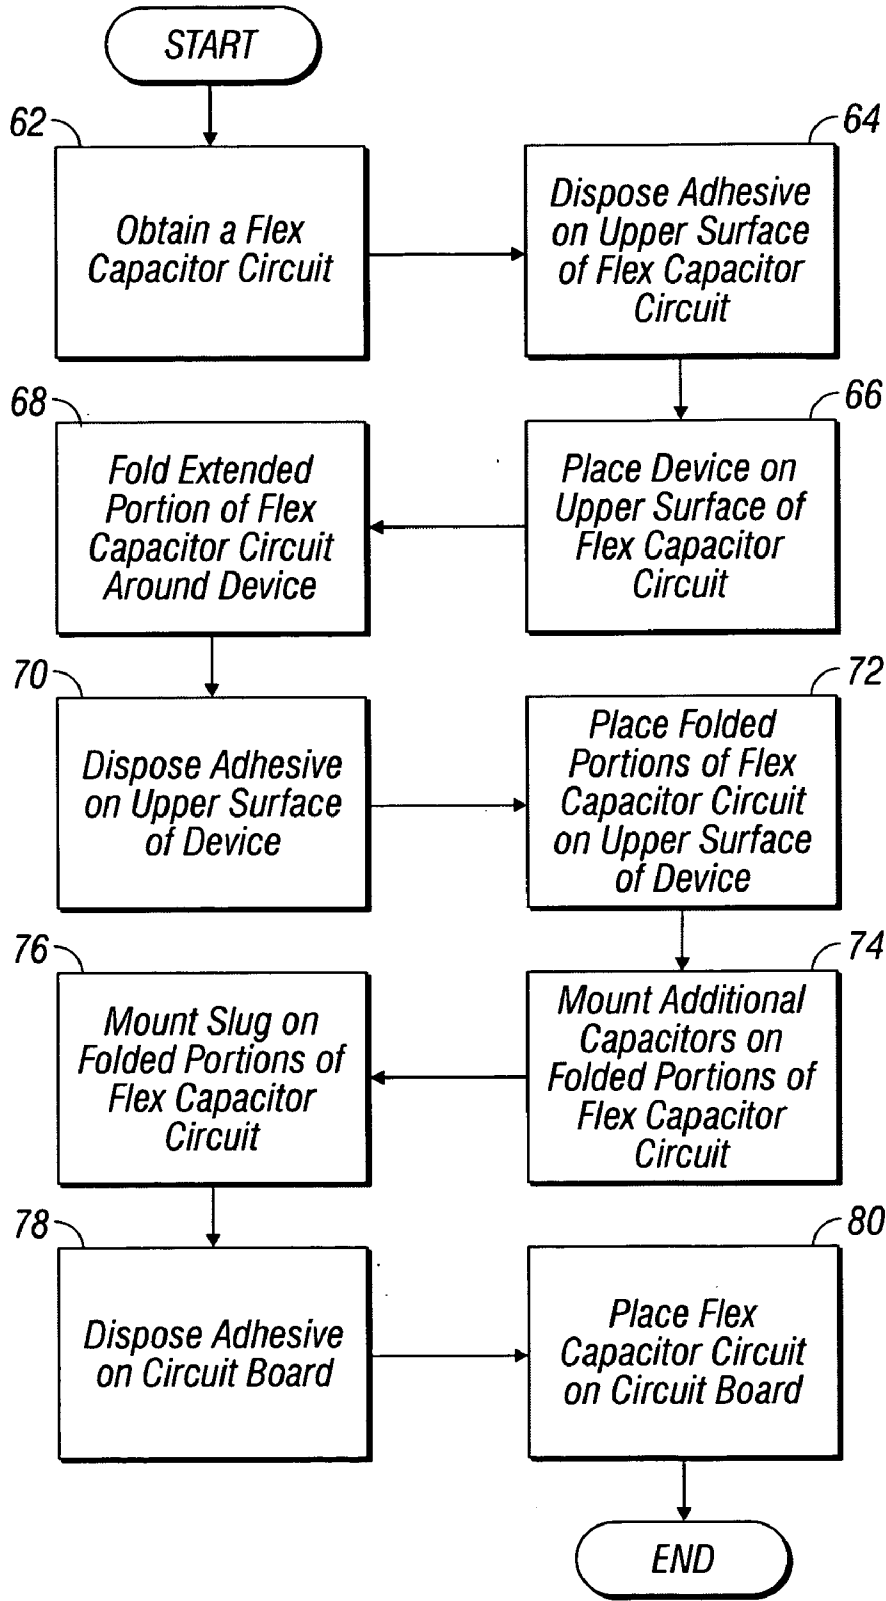 START
62
Obtain a Flex
Capacitor Circuit
64
Dispose Adhesive
on Upper Surface
of Flex Capacitor
Circuit
66
Place Device on
Upper Surface of
Flex Capacitor
Circuit
68
Fold Extended
Portion of Flex
Capacitor Circuit
Around Device
70
Dispose Adhesive
on Upper Surface
of Device
72
Place Folded
Portions of Flex
Capacitor Circuit
on Upper Surface
of Device
74
Mount Additional
Capacitors on
Folded Portions of
Flex Capacitor
Circuit
76
Mount Slug on
Folded Portions of
Flex Capacitor
Circuit
78
Dispose Adhesive
on Circuit Board
80
Place Flex
Capacitor Circuit
on Circuit Board
END